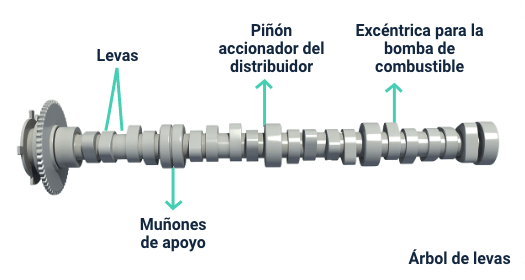 Levas
Piñón
accionador del
distribuidor
Excéntrica para la
bomba de
combustible
Muñones
de apoyo
Árbol de levas